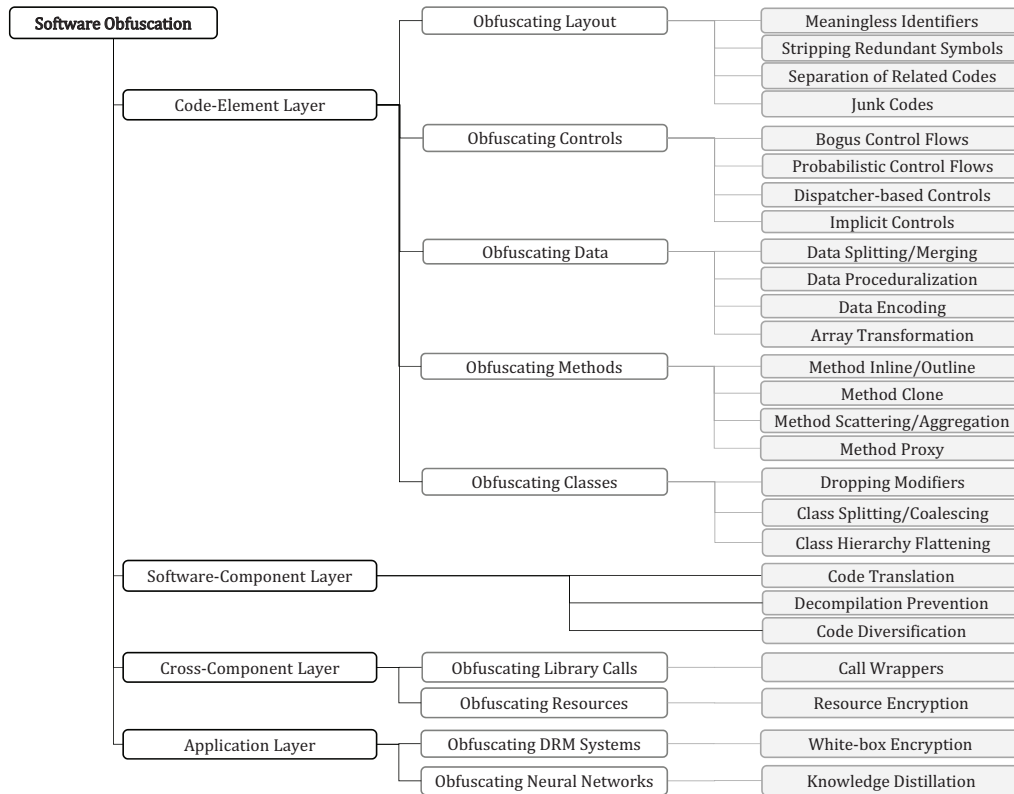 Software Obfuscation
Code-Element Layer
Obfuscating Layout
Meaningless Identifiers
Stripping Redundant Symbols
Separation of Related Codes
Junk Codes
Obfuscating Controls
Bogus Control Flows
Probabilistic Control Flows
Dispatcher-based Controls
Implicit Controls
Obfuscating Data
Data Splitting/Merging
Data Proceduralization
Data Encoding
Array Transformation
Obfuscating Methods
Method Inline/Outline
Method Clone
Method Scattering/Aggregation
Method Proxy
Obfuscating Classes
Dropping Modifiers
Class Splitting/Coalescing
Class Hierarchy Flattening
Software-Component Layer
Code Translation
Decompilation Prevention
Code Diversification
Cross-Component Layer
Obfuscating Library Calls
Call Wrappers
Obfuscating Resources
Resource Encryption
Application Layer
Obfuscating DRM Systems
White-box Encryption
Obfuscating Neural Networks
Knowledge Distillation